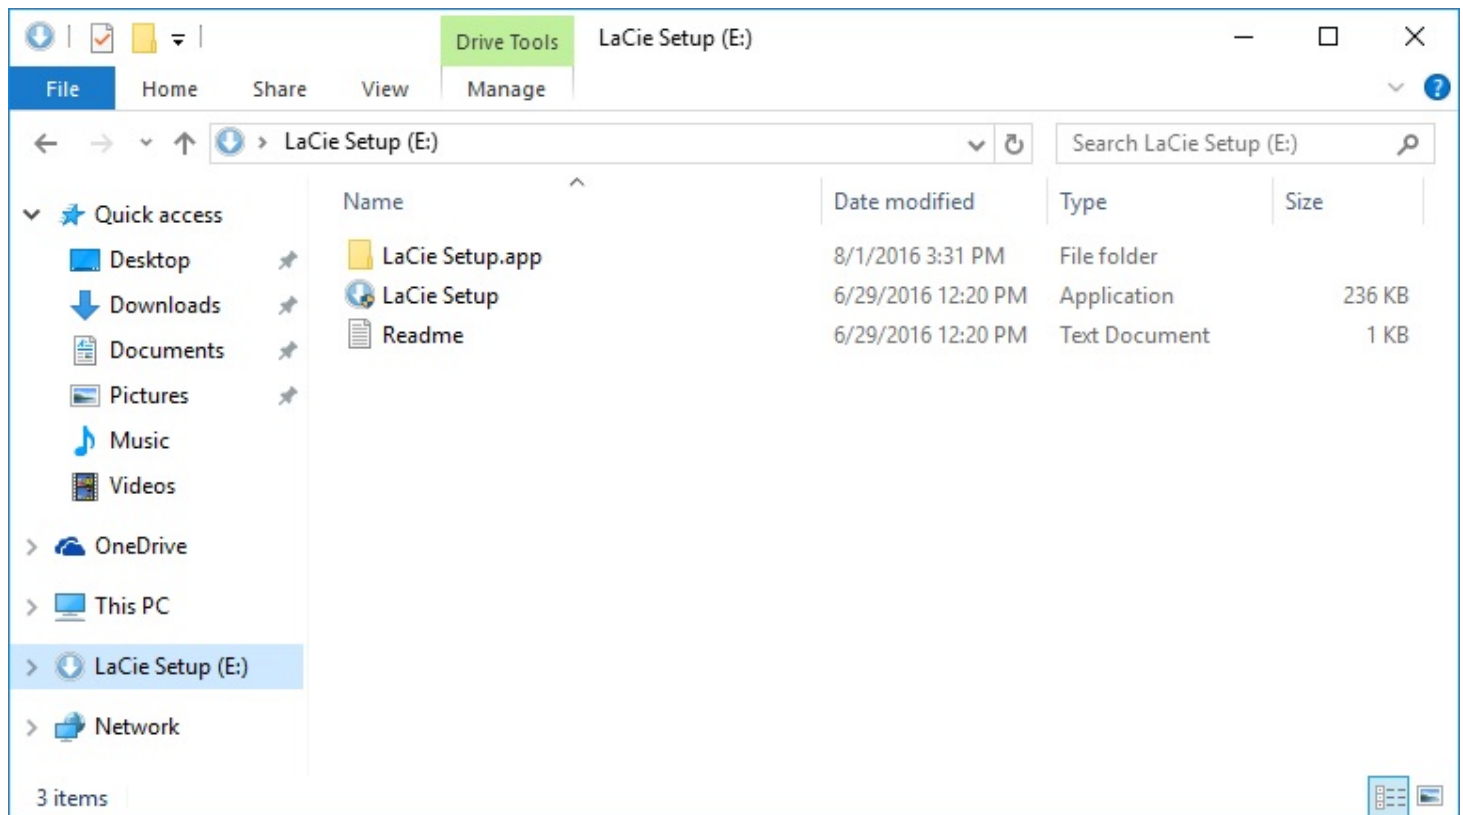 Drive Tools LaCie Setup (E:)
File Home Share View Manage
LaCie Setup (E:) Search LaCie Setup (E:)
Name Date modified Type Size
Quick access
Desktop
Downloads
Documents
Pictures
Music
Videos
OneDrive
This PC
LaCie Setup (E:)
Network
LaCie Setup.app 8/1/2016 3:31 PM File folder
LaCie Setup 6/29/2016 12:20 PM Application 236 KB
Readme 6/29/2016 12:20 PM Text Document 1 KB
3 items